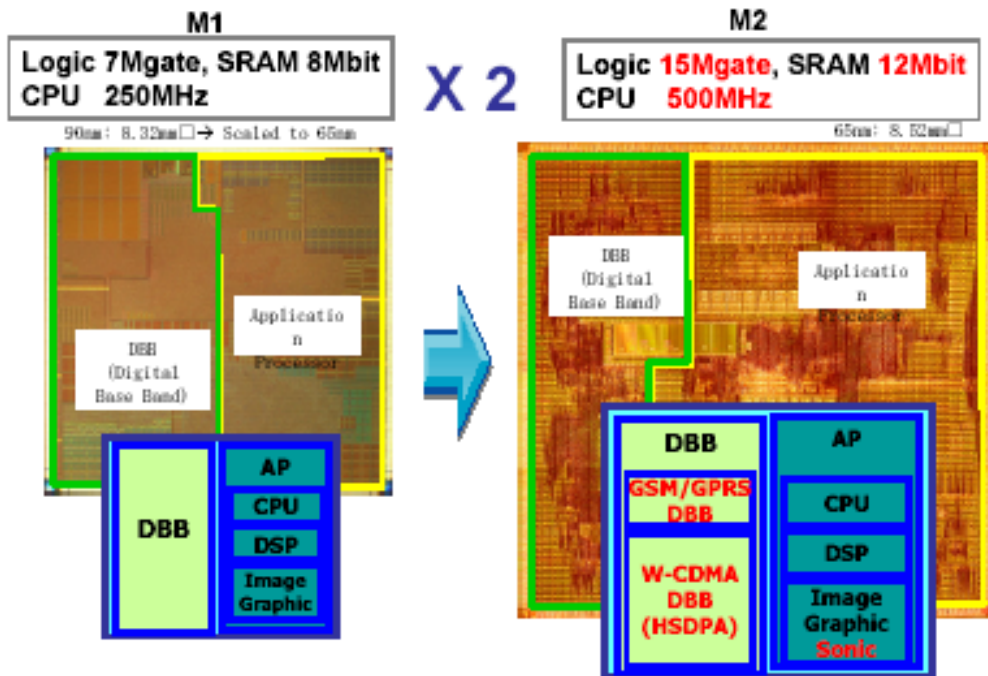 M1
Logic 7Mgate, SRAM 8Mbit
CPU 250MHz
90nm: 8.32mm□→ Scaled to 65nm
DBB
(Digital
Base Band)
Applicatio
n
Processor
DBB
AP
CPU
DSP
Image
Graphic
X 2
M2
Logic 15Mgate, SRAM 12Mbit
CPU 500MHz
65nm: 8.52mm□
DBB
(Digital
Base Band)
Applicatio
n
Processor
DBB
GSM/GPRS
DBB
W-CDMA
DBB
(HSDPA)
AP
CPU
DSP
Image
Graphic
Sonic